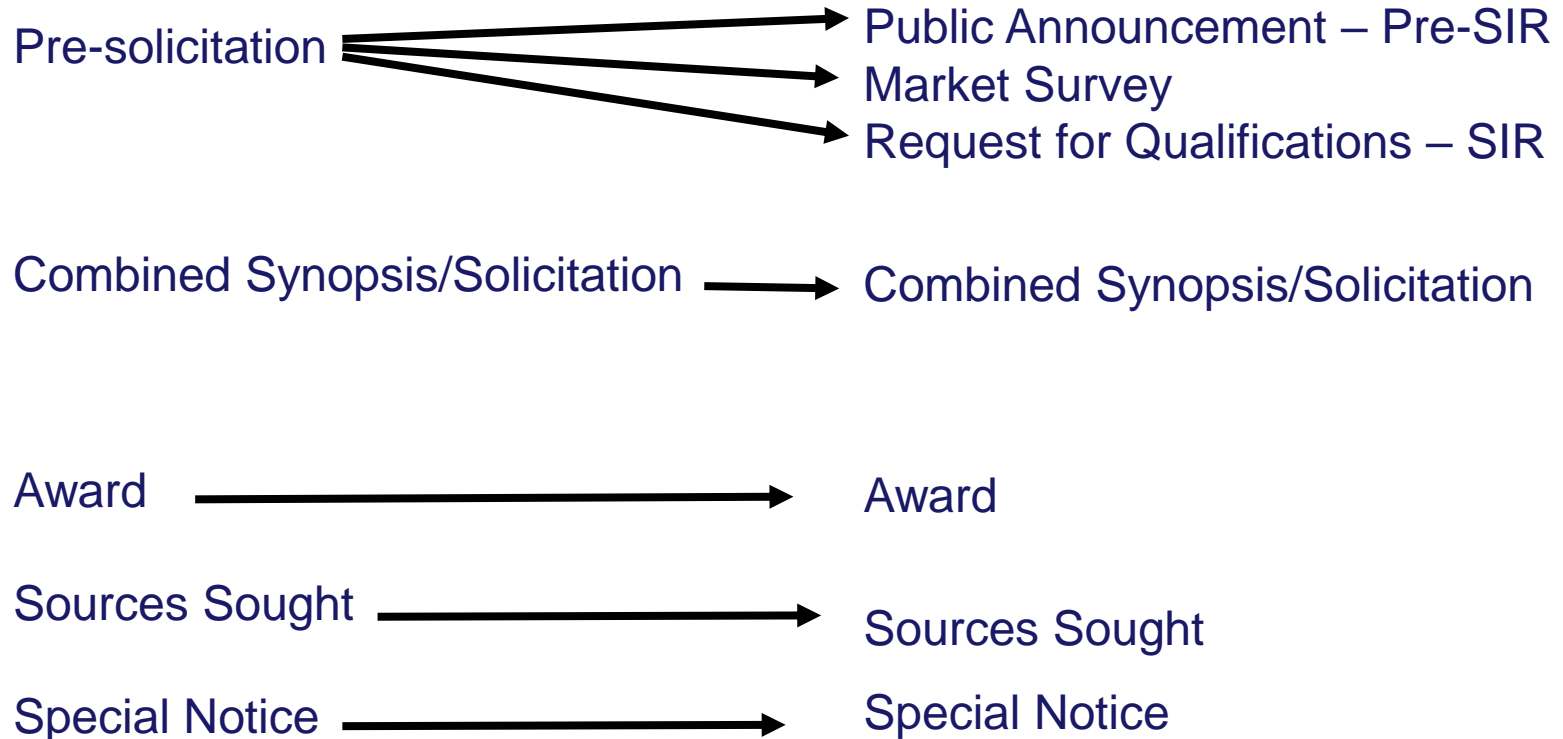 Pre-solicitation
Public Announcement – Pre-SIR
Market Survey
Request for Qualifications – SIR
Combined Synopsis/Solicitation
Combined Synopsis/Solicitation
Award
Award
Sources Sought
Sources Sought
Special Notice
Special Notice